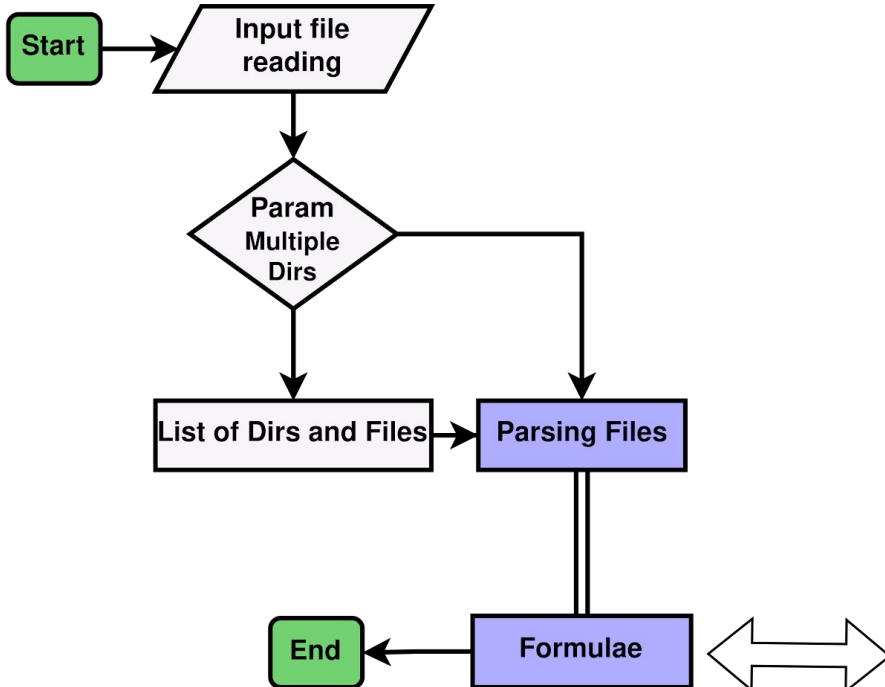 Start
Input file
reading
Param
Multiple
Dirs
List of Dirs and Files
Parsing Files
End
Formulae